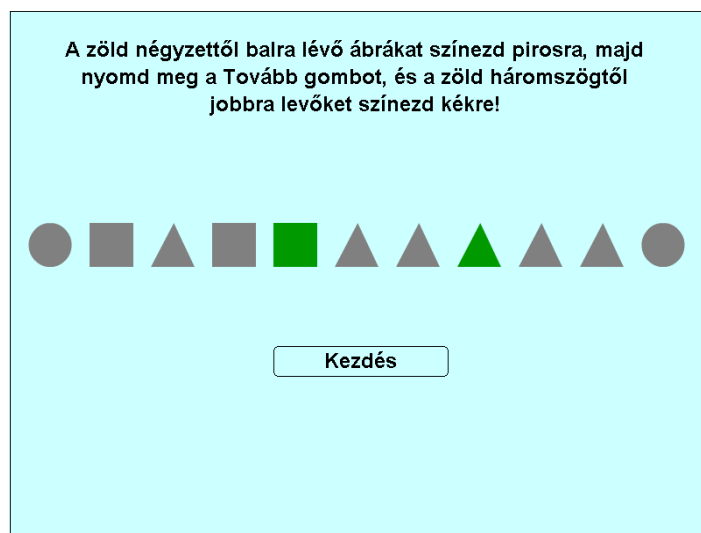 A zöld négyzettől balra lévő ábrákat színezd pirosra, majd
nyomd meg a Tovább gombot, és a zöld háromszögtől
jobbra levőket színezd kékre!
Kezdés